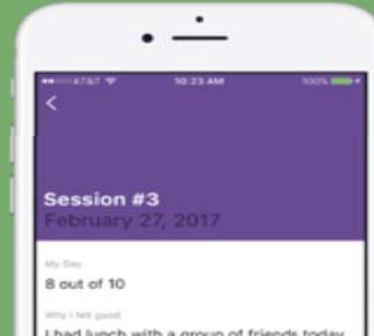 AT&T 10:23 AM 100%
Session #3
February 27, 2017
My Day
8 out of 10
Why I felt good
I had lunch with a group of friends today